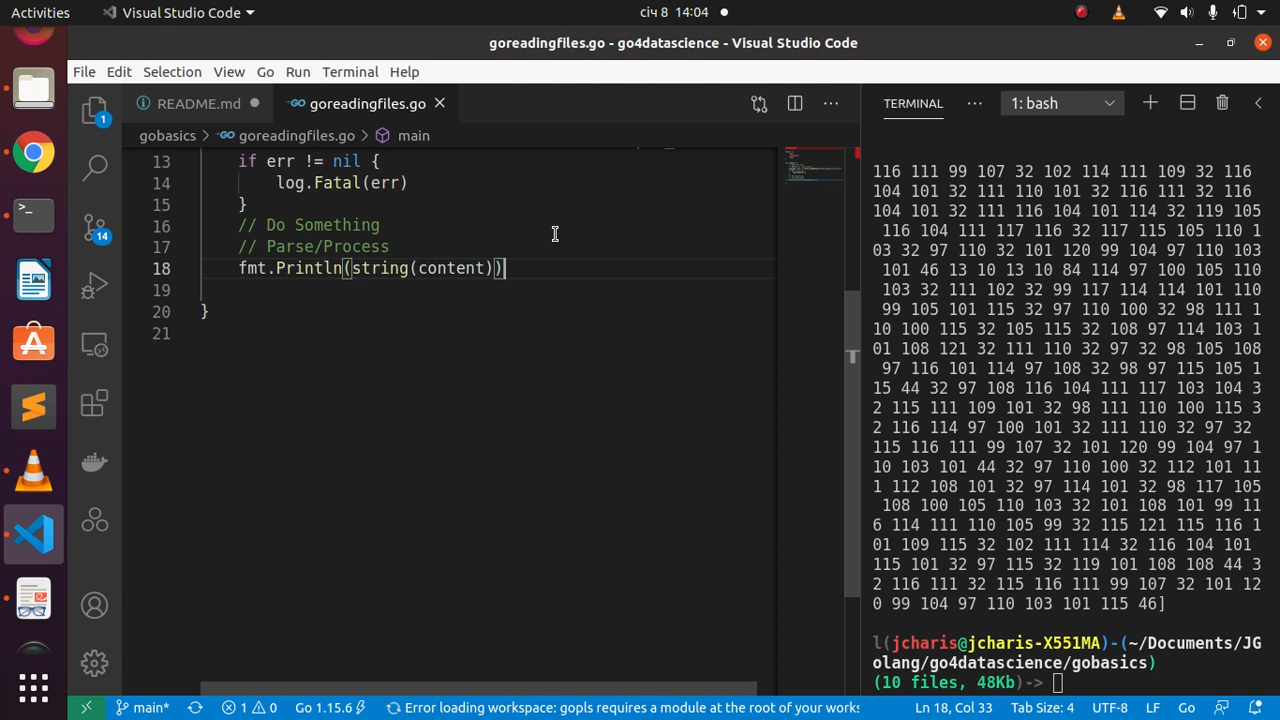 Activities
Visual Studio Code
січ 8 14:04
goreadingfiles.go - go4datascience - Visual Studio Code
File Edit Selection View Go Run Terminal Help
README.md
goreadingfiles.go
TERMINAL
1: bash
gobasics
goreadingfiles.go
main
13 if err != nil {
14 log.Fatal(err)
15 }
16 // Do Something
17 // Parse/Process
18 fmt.Println(string(content))
19
20 }
21
116 111 99 107 32 102 114 111 109 32 116
104 101 32 111 110 101 32 116 111 32 116
104 101 32 111 116 104 101 114 32 119 105
116 104 111 117 116 32 97 32 117 115 105 110 1
03 32 97 110 32 101 120 99 104 97 110 103
101 46 13 10 13 10 84 114 97 100 105 110
103 32 111 102 32 99 117 114 114 101 110
99 105 101 115 32 97 110 100 32 98 111 1
10 100 115 32 105 115 32 108 97 114 103 1
01 108 121 32 111 110 32 97 32 98 105 108
97 116 101 114 97 108 32 98 97 115 105 1
15 44 32 97 108 116 104 111 117 103 104 3
2 115 111 109 101 32 98 111 110 100 115 3
2 116 114 97 100 101 32 111 110 32 97 32
115 116 111 99 107 32 101 120 99 104 97 1
10 103 101 44 32 97 110 100 32 112 101 11
1 112 108 101 32 97 114 101 32 98 117 105
108 100 105 110 103 32 101 108 101 99 11
6 114 111 110 105 99 32 115 121 115 116 1
01 109 115 32 102 111 114 32 116 104 101
115 101 32 97 115 32 119 101 108 108 44 3
2 116 111 32 115 116 111 99 107 32 101 12
0 99 104 97 110 103 101 115 46]
l(jcharis@jcharis-X551MA)-(~/Documents/JG
olang/go4datascience/gobasics)
(10 files, 48Kb)->
1
14
main*
1 0
Go 1.15.6
Error loading workspace: gopls requires a module at the root of your works
Ln 18, Col 33
Tab Size: 4
UTF-8
LF
Go